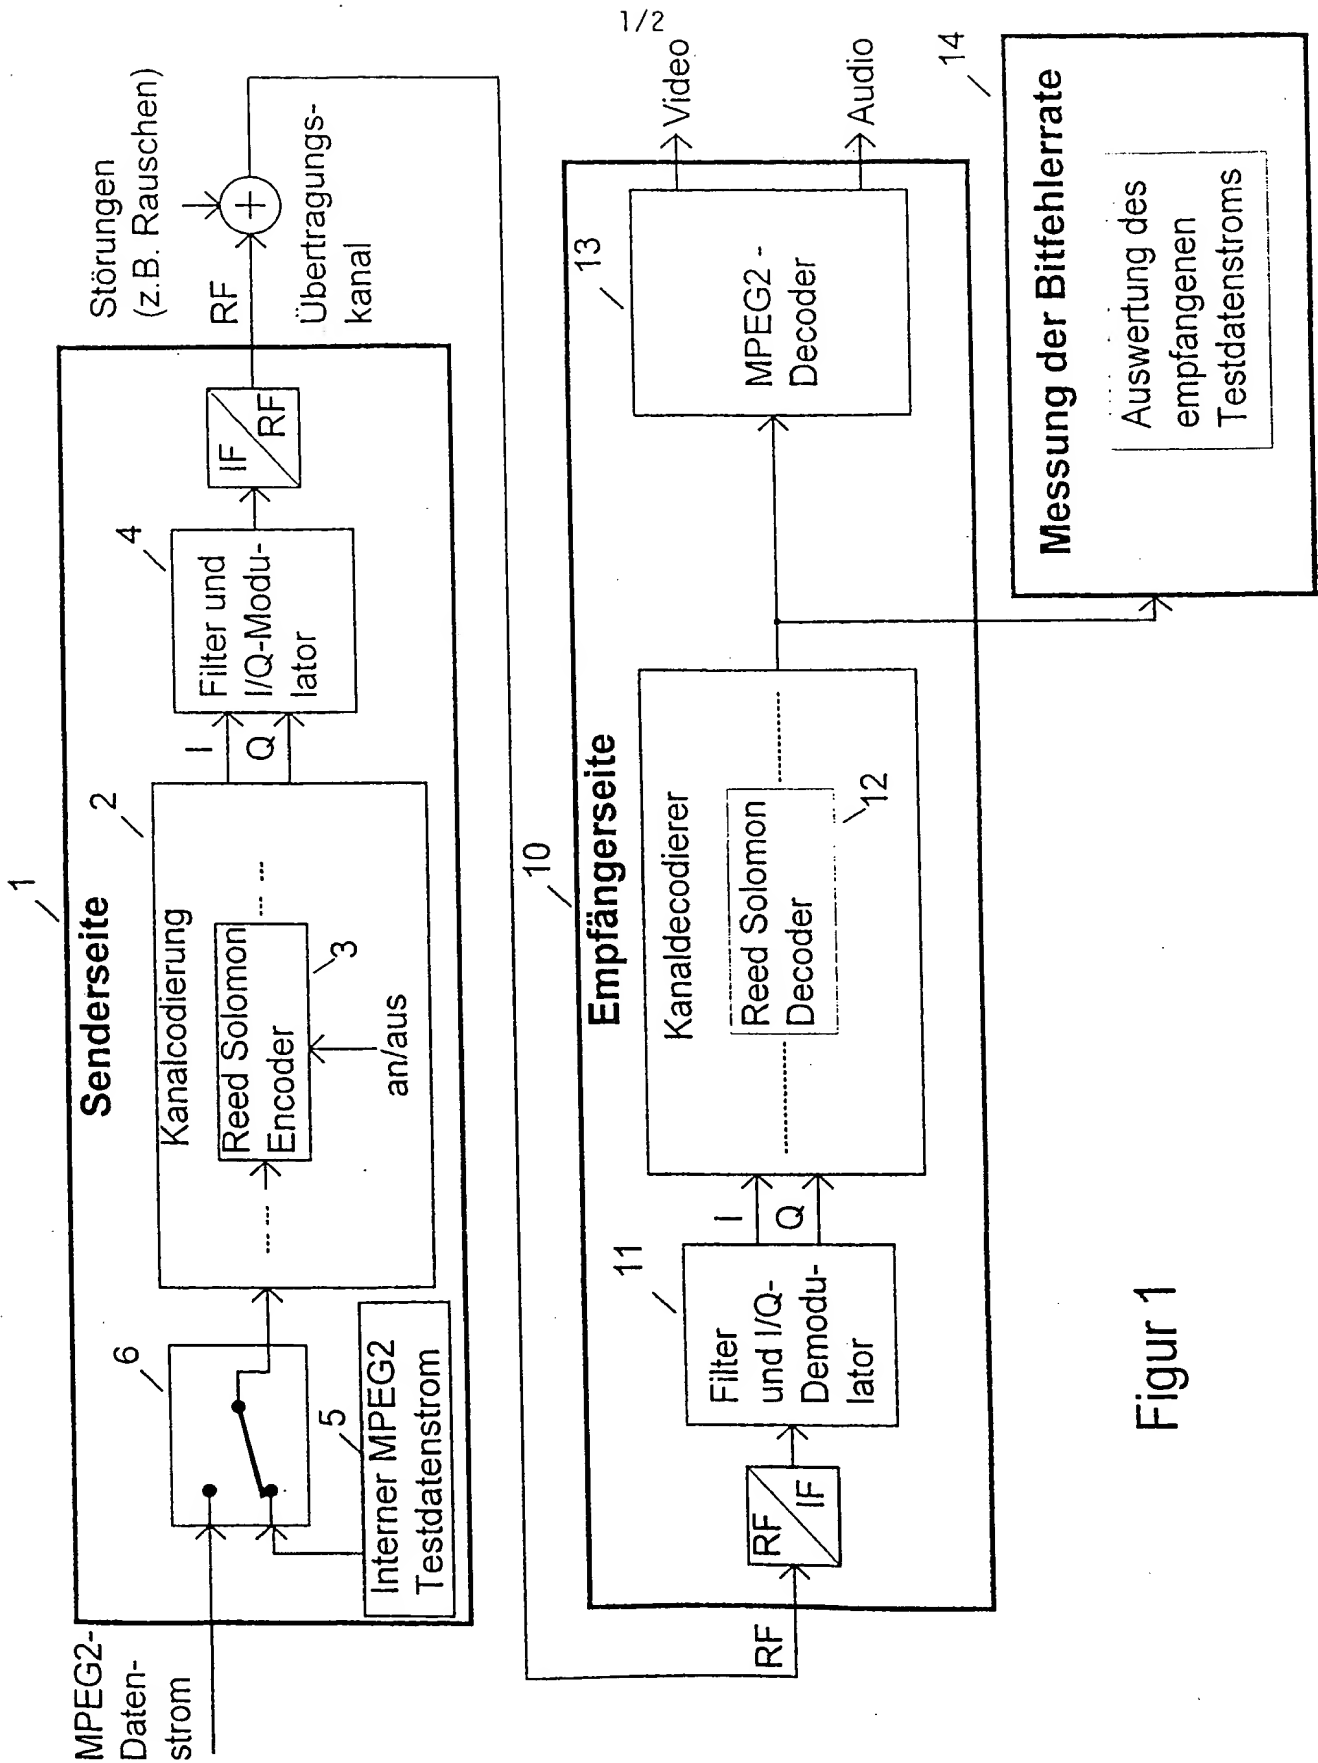 1/2
MPEG2-
Daten-
strom
1
Senderseite
6
5
Interner MPEG2
Testdatenstrom
2
Kanalcodierung
Reed Solomon
Encoder
3
an/aus
I
Q
4
Filter und
I/Q-Modu-
lator
IF
RF
RF
Störungen
(z.B. Rauschen)
Übertragungs-
kanal
10
Empfängerseite
RF
RF
IF
11
Filter
und I/Q-
Demodu-
lator
I
Q
Kanaldecodierer
Reed Solomon
Decoder
12
13
MPEG2 -
Decoder
Video
Audio
14
Messung der Bitfehlerrate
Auswertung des
empfangenen
Testdatenstroms
Figur 1